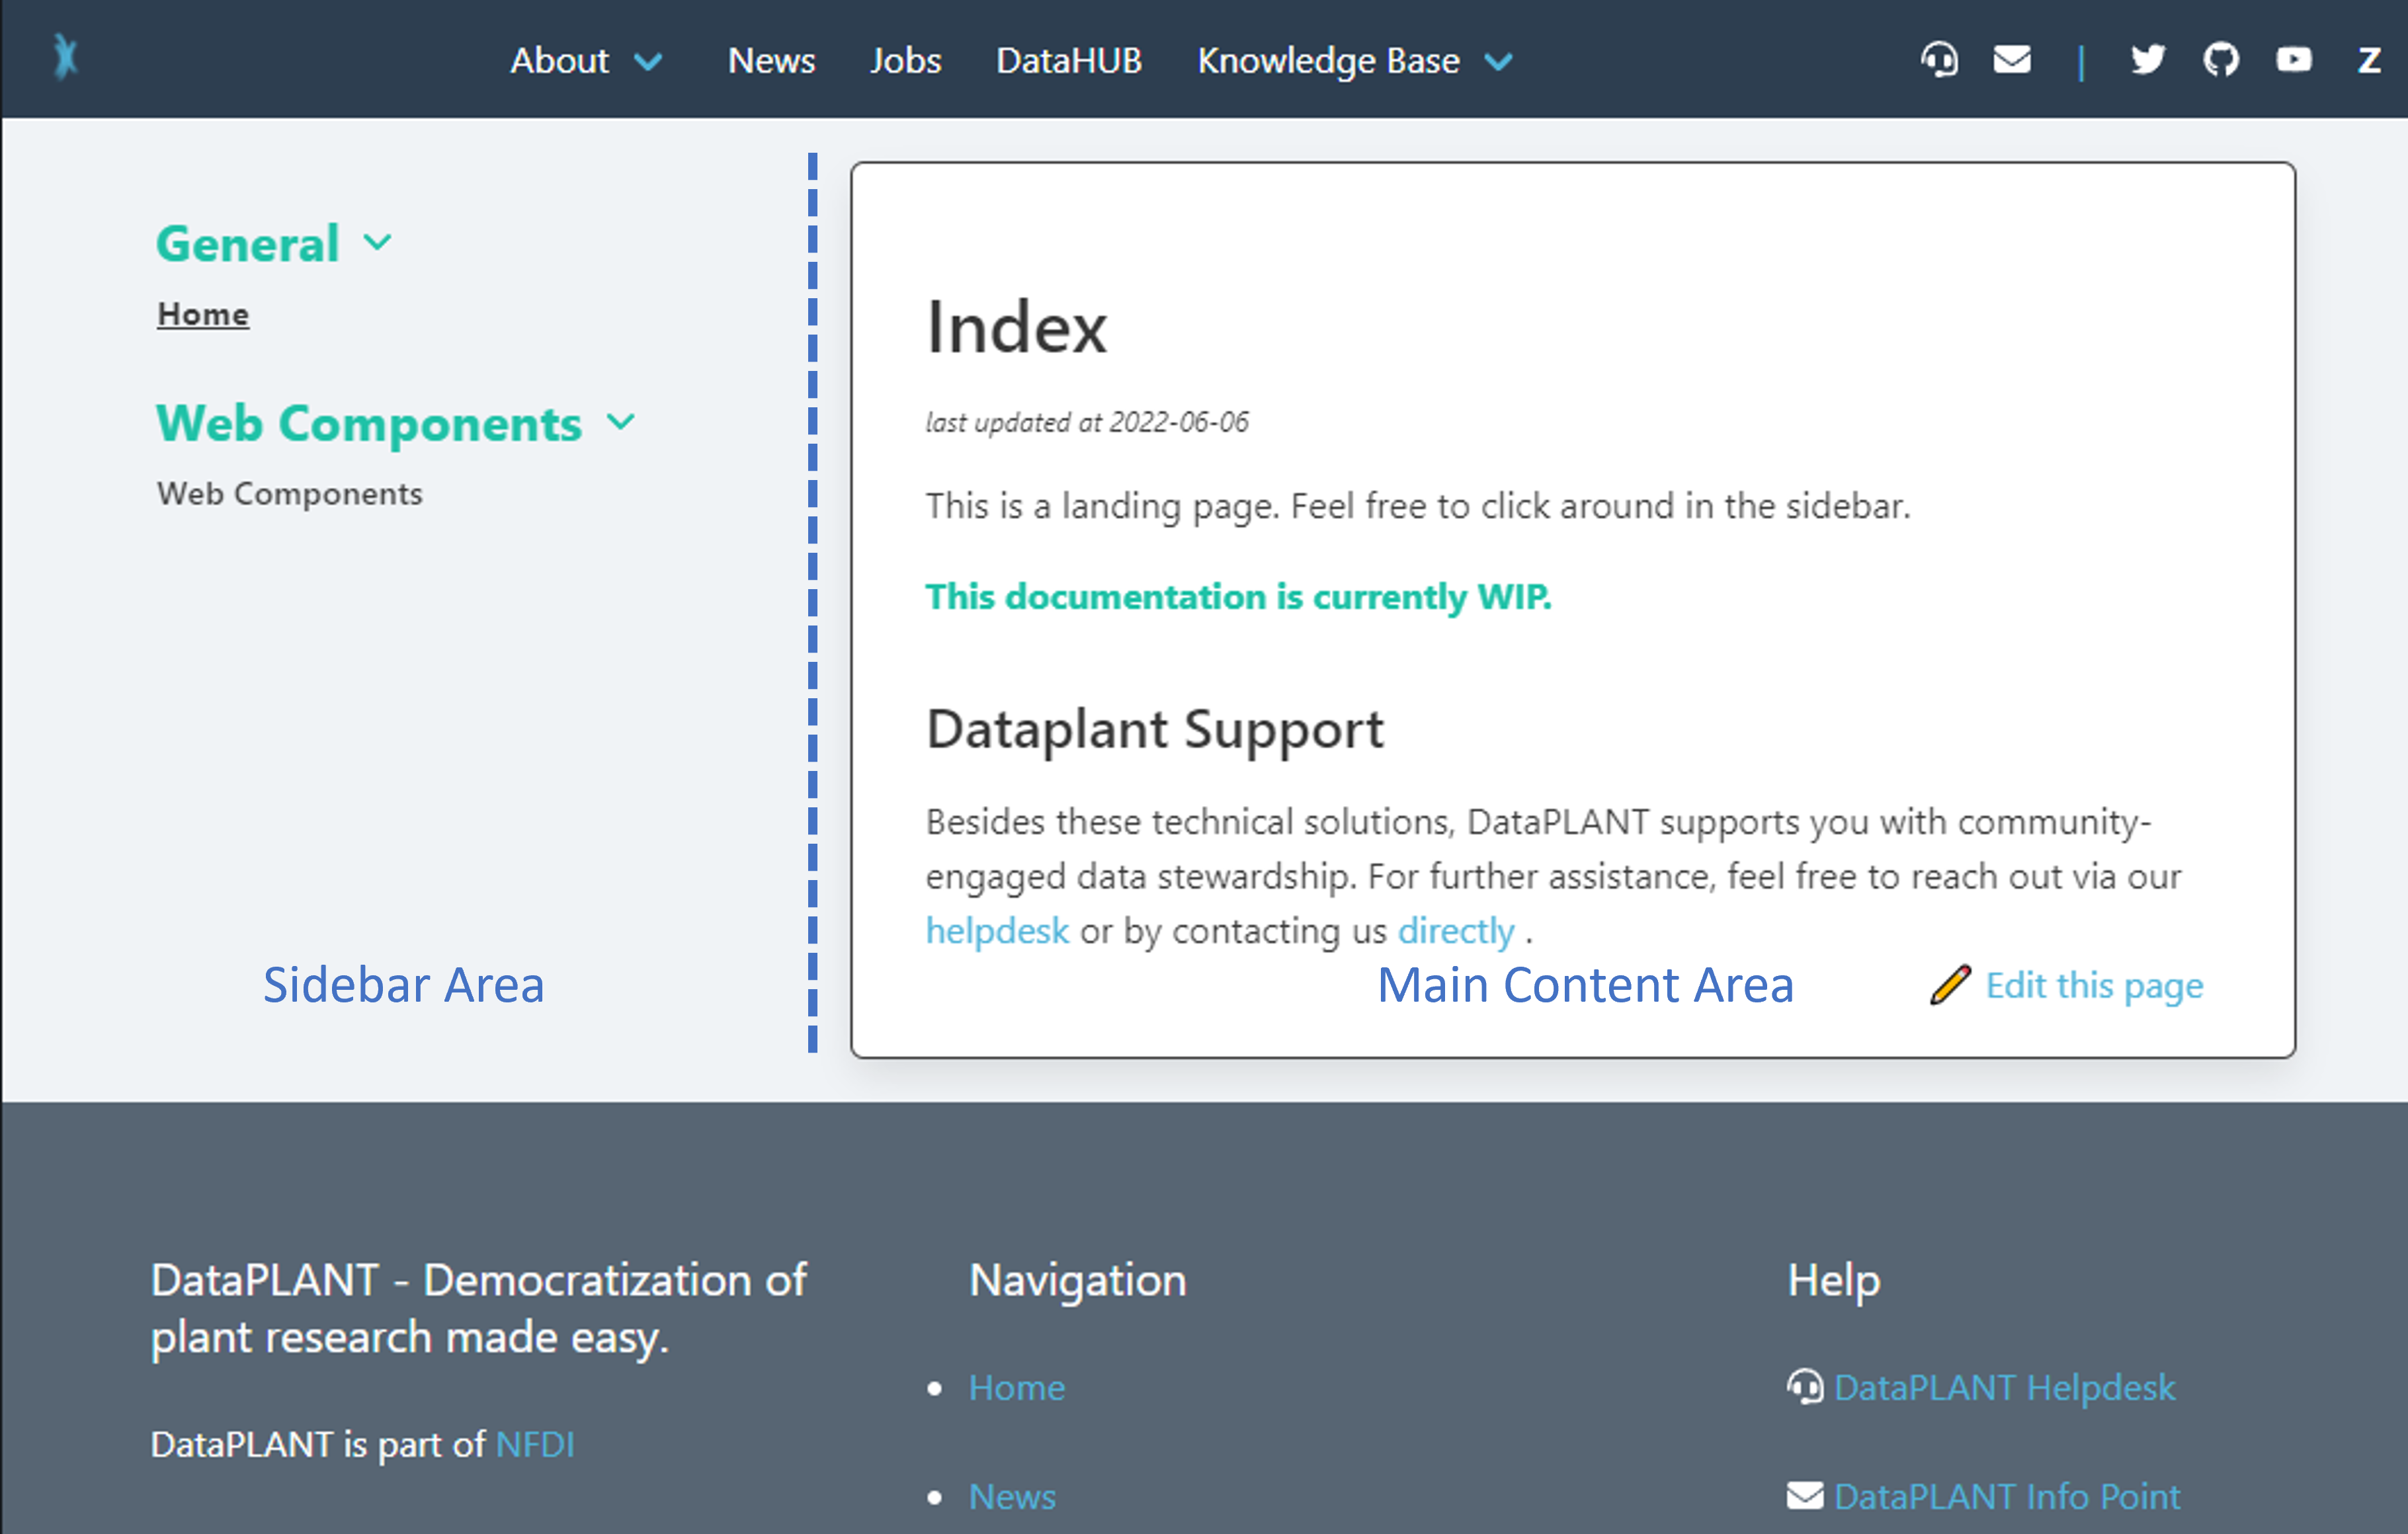 About News Jobs DataHUB Knowledge Base | Z
General
Home
Web Components
Web Components
Sidebar Area
Index
last updated at 2022-06-06
This is a landing page. Feel free to click around in the sidebar.
This documentation is currently WIP.
Dataplant Support
Besides these technical solutions, DataPLANT supports you with community-
engaged data stewardship. For further assistance, feel free to reach out via our
helpdesk or by contacting us directly .
Main Content Area
Edit this page
DataPLANT - Democratization of
plant research made easy.
DataPLANT is part of NFDI
Navigation
• Home
• News
Help
DataPLANT Helpdesk
DataPLANT Info Point